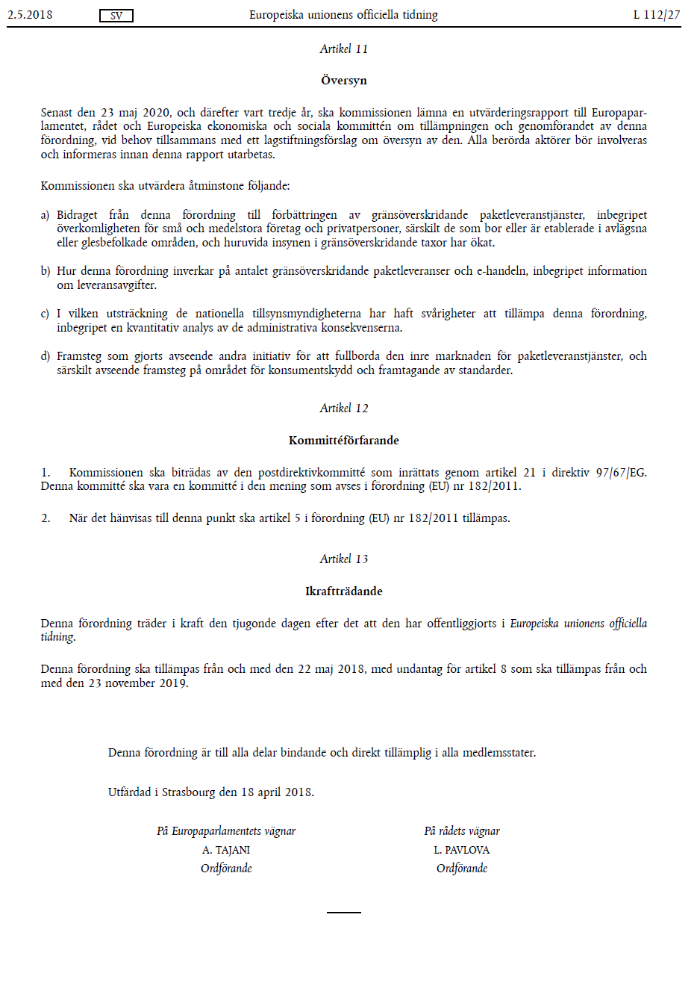 2.5.2018 SV Europeiska unionens officiella tidning L 112/27
Artikel 11
Översyn
Senast den 23 maj 2020, och därefter vart tredje år, ska kommissionen lämna en utvärderingsrapport till Europapar-
lamentet, rådet och Europeiska ekonomiska och sociala kommittén om tillämpningen och genomförandet av denna
förordning, vid behov tillsammans med ett lagstiftningsförslag om översyn av den. Alla berörda aktörer bör involveras
och informeras innan denna rapport utarbetas.
Kommissionen ska utvärdera åtminstone följande:
a) Bidraget från denna förordning till förbättringen av gränsöverskridande paketleveranstjänster, inbegripet
överkomligheten för små och medelstora företag och privatpersoner, särskilt de som bor eller är etablerade i avlägsna
eller glesbefolkade områden, och huruvida insynen i gränsöverskridande taxor har ökat.
b) Hur denna förordning inverkar på antalet gränsöverskridande paketleveranser och e-handeln, inbegripet information
om leveransavgifter.
c) I vilken utsträckning de nationella tillsynsmyndigheterna har haft svårigheter att tillämpa denna förordning,
inbegripet en kvantitativ analys av de administrativa konsekvenserna.
d) Framsteg som gjorts avseende andra initiativ för att fullborda den inre marknaden för paketleveranstjänster, och
särskilt avseende framsteg på området för konsumentskydd och framtagande av standarder.
Artikel 12
Kommittéförfarande
1. Kommissionen ska biträdas av den postdirektivkommitté som inrättats genom artikel 21 i direktiv 97/67/EG.
Denna kommitté ska vara en kommitté i den mening som avses i förordning (EU) nr 182/2011.
2. När det hänvisas till denna punkt ska artikel 5 i förordning (EU) nr 182/2011 tillämpas.
Artikel 13
Ikraftträdande
Denna förordning träder i kraft den tjugonde dagen efter det att den har offentliggjorts i Europeiska unionens officiella
tidning.
Denna förordning ska tillämpas från och med den 22 maj 2018, med undantag för artikel 8 som ska tillämpas från och
med den 23 november 2019.
Denna förordning är till alla delar bindande och direkt tillämplig i alla medlemsstater.
Utfärdad i Strasbourg den 18 april 2018.
På Europaparlamentets vägnar
A. TAJANI
Ordförande
På rådets vägnar
L. PAVLOVA
Ordförande